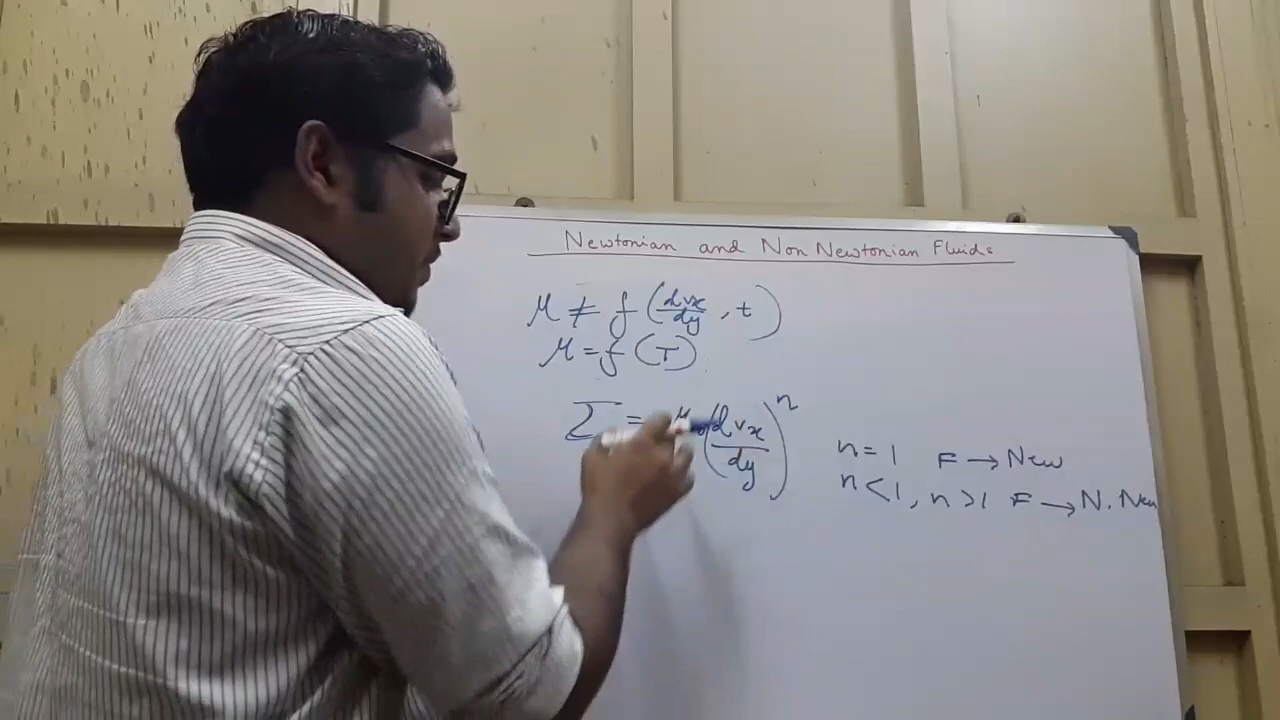 Newtonian and Non Newtonian Fluids
μ ≠ f (dvx/dy , t)
μ = f (T)
τ = μ (dvx/dy)^n
n = 1 F → New
n < 1, n > 1 F → N. New